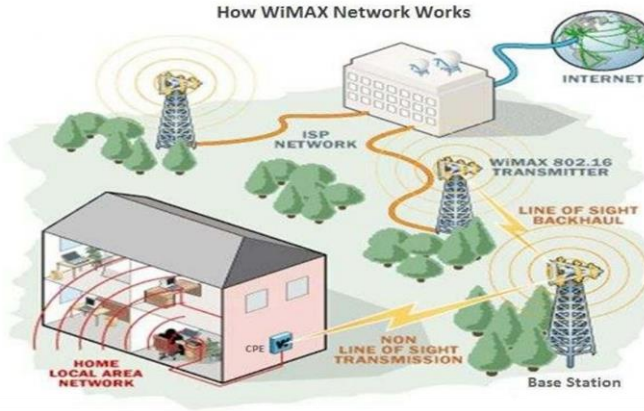 How WiMAX Network Works
INTERNET
ISP
NETWORK
WiMAX 802.16
TRANSMITTER
LINE OF SIGHT
BACKHAUL
CPE
NON
LINE OF SIGHT
TRANSMISSION
HOME
LOCAL AREA
NETWORK
Base Station